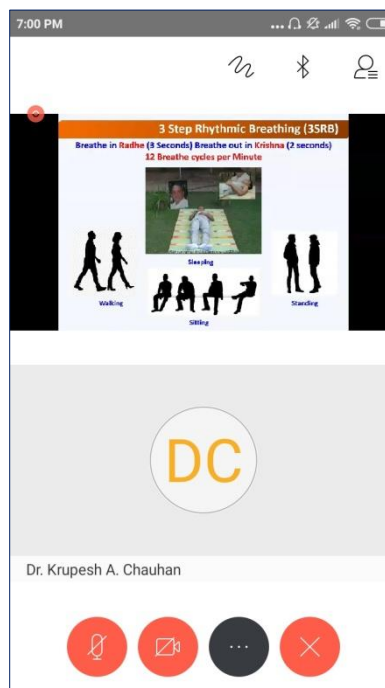 7:00 PM
3 Step Rhythmic Breathing (3SRB)
Breathe in Radhe (3 Seconds) Breathe out in Krishna (2 seconds)
12 Breathe cycles per Minute
Sleeping
Walking
Sitting
Standing
DC
Dr. Krupesh A. Chauhan